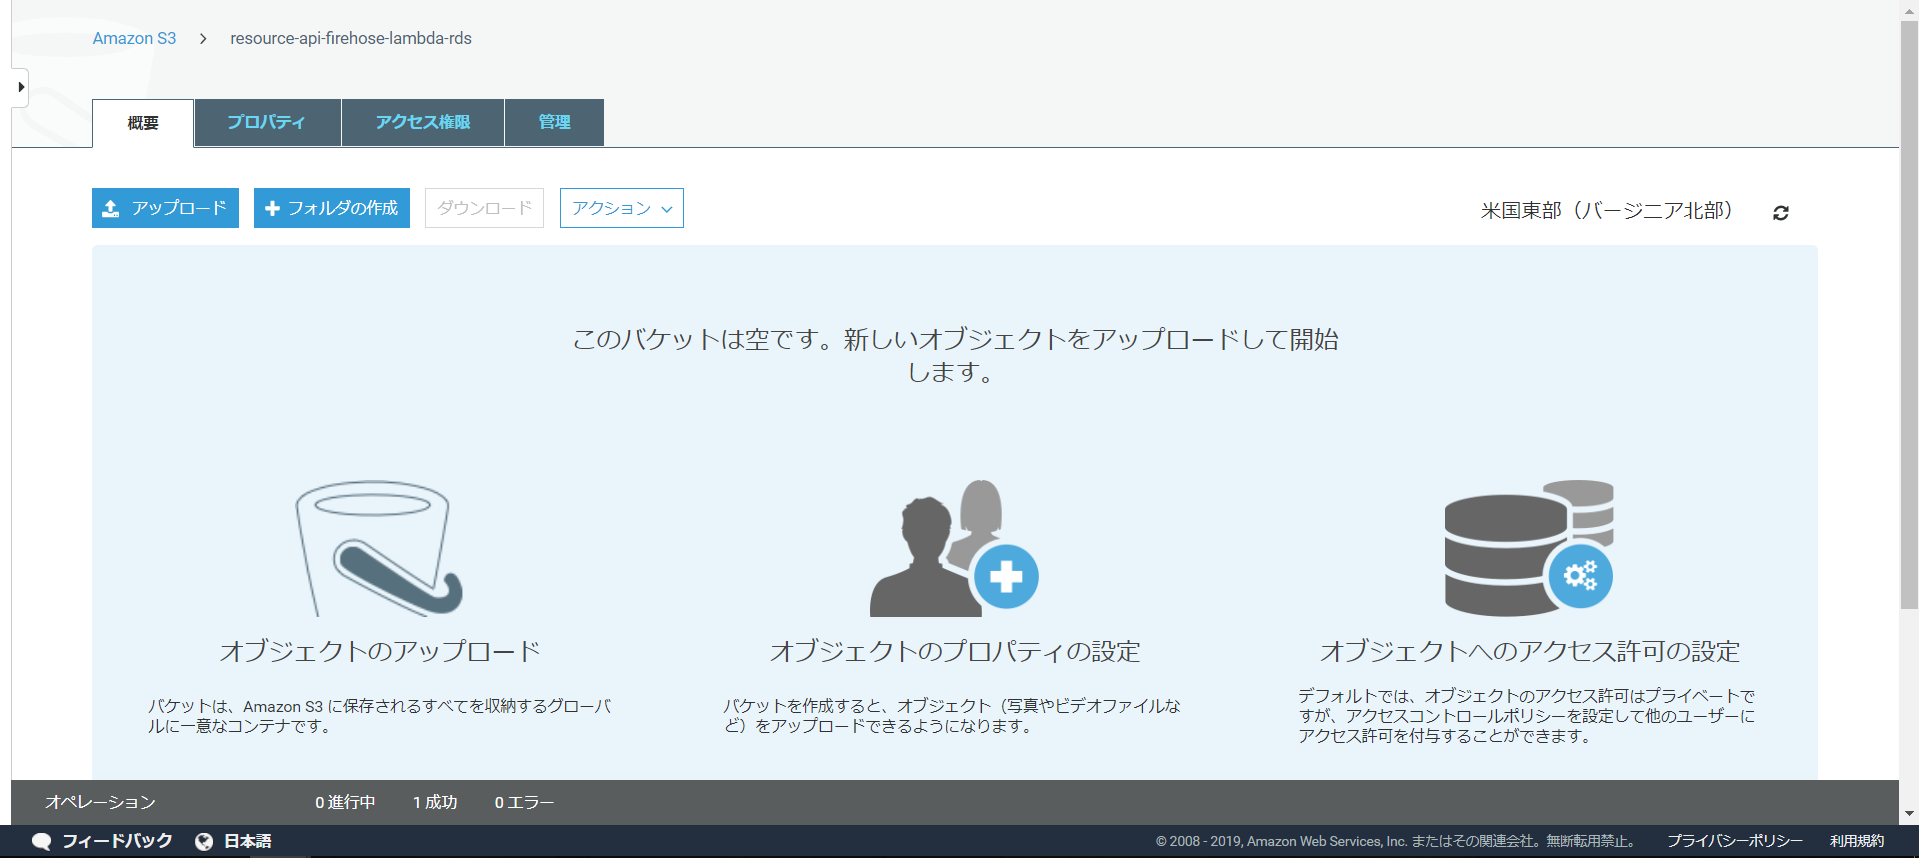 Amazon S3 > resource-api-firehose-lambda-rds
概要 プロパティ アクセス権限 管理
アップロード フォルダの作成 ダウンロード アクション
米国東部（バージニア北部）
このバケットは空です。新しいオブジェクトをアップロードして開始
します。
オブジェクトのアップロード
バケットは、Amazon S3 に保存されるすべてを収納するグローバ
ルに一意なコンテナです。
オブジェクトのプロパティの設定
バケットを作成すると、オブジェクト（写真やビデオファイルな
ど）をアップロードできるようになります。
オブジェクトへのアクセス許可の設定
デフォルトでは、オブジェクトのアクセス許可はプライベートで
すが、アクセスコントロールポリシーを設定して他のユーザーに
アクセス許可を付与することができます。
オペレーション 0 進行中 1 成功 0 エラー
フィードバック 日本語 © 2008 - 2019, Amazon Web Services, Inc. またはその関連会社。無断転用禁止。 プライバシーポリシー 利用規約